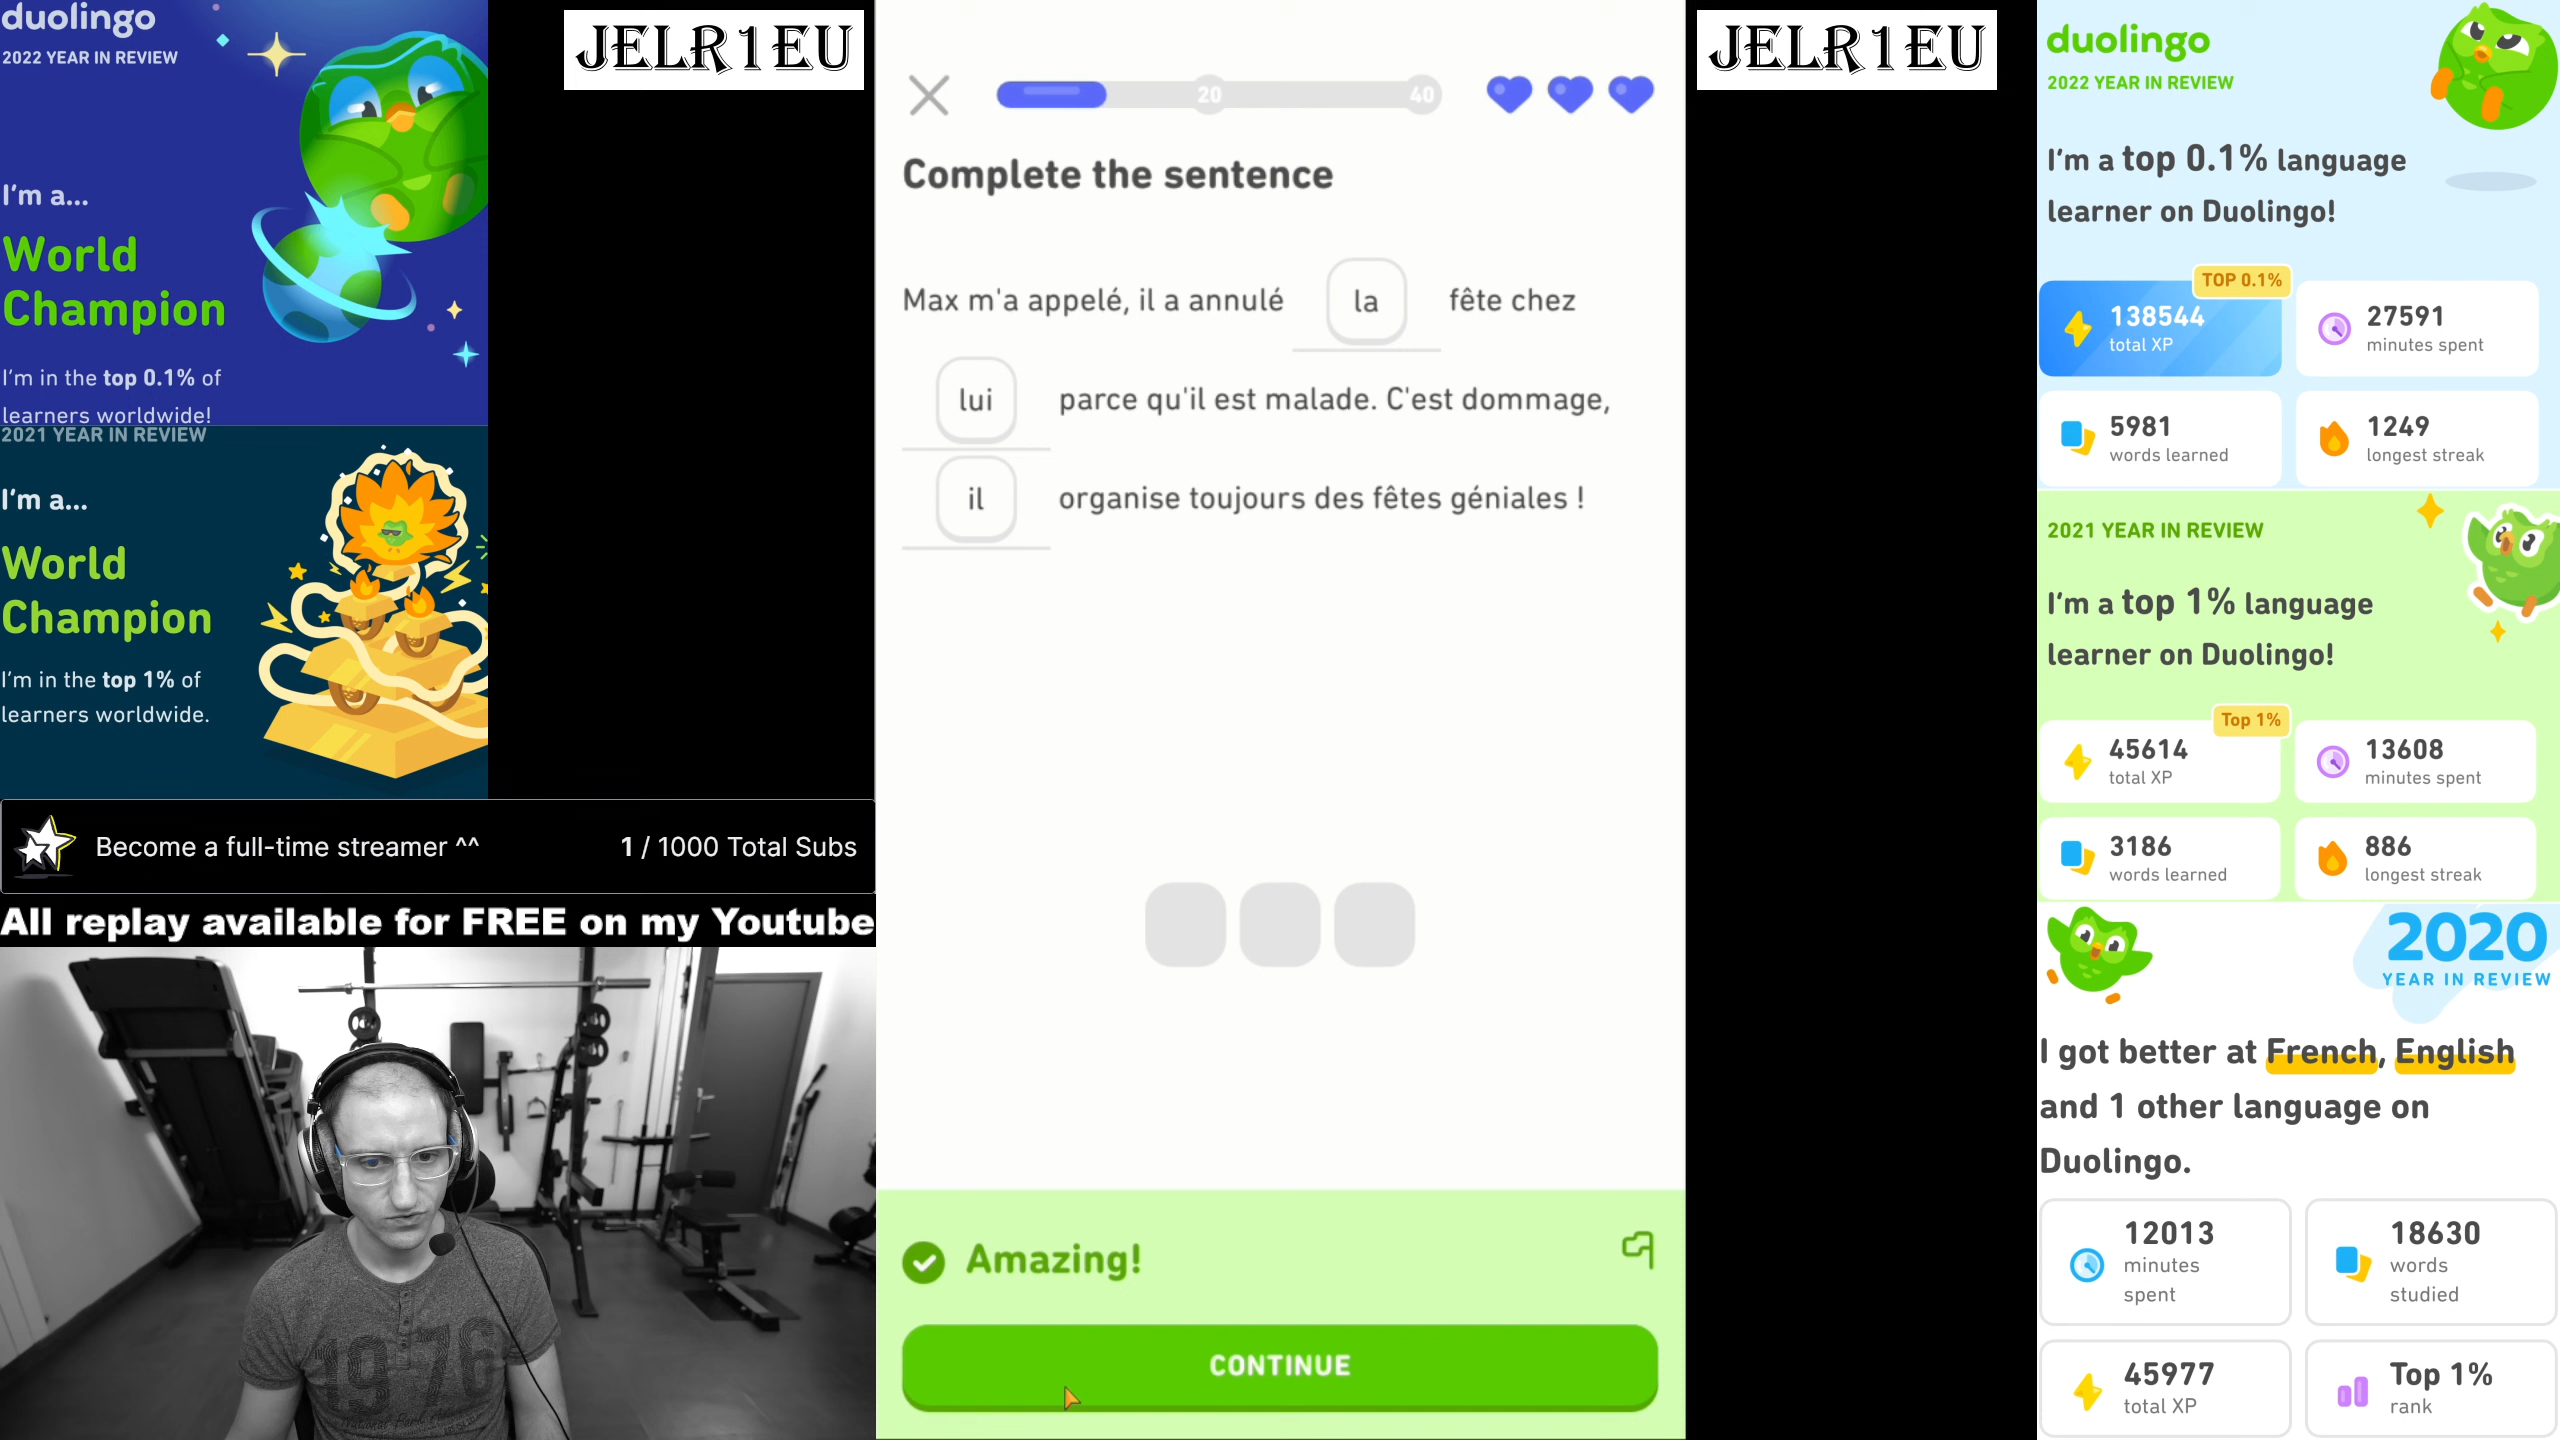 duolingo
2022 YEAR IN REVIEW
I'm a...
World
Champion
I'm in the top 0.1% of
learners worldwide!
2021 YEAR IN REVIEW
I'm a...
World
Champion
I'm in the top 1% of
learners worldwide.
Become a full-time streamer ^^ 1 / 1000 Total Subs
All replay available for FREE on my Youtube
1976
JELR1EU
20 40
Complete the sentence
Max m'a appelé, il a annulé la fête chez
lui parce qu'il est malade. C'est dommage,
il organise toujours des fêtes géniales !
Amazing!
CONTINUE
JELR1EU
duolingo
2022 YEAR IN REVIEW
I'm a top 0.1% language
learner on Duolingo!
TOP 0.1%
138544
total XP
27591
minutes spent
5981
words learned
1249
longest streak
2021 YEAR IN REVIEW
I'm a top 1% language
learner on Duolingo!
Top 1%
45614
total XP
13608
minutes spent
3186
words learned
886
longest streak
2020
YEAR IN REVIEW
I got better at French, English
and 1 other language on
Duolingo.
12013
minutes
spent
18630
words
studied
45977
total XP
Top 1%
rank